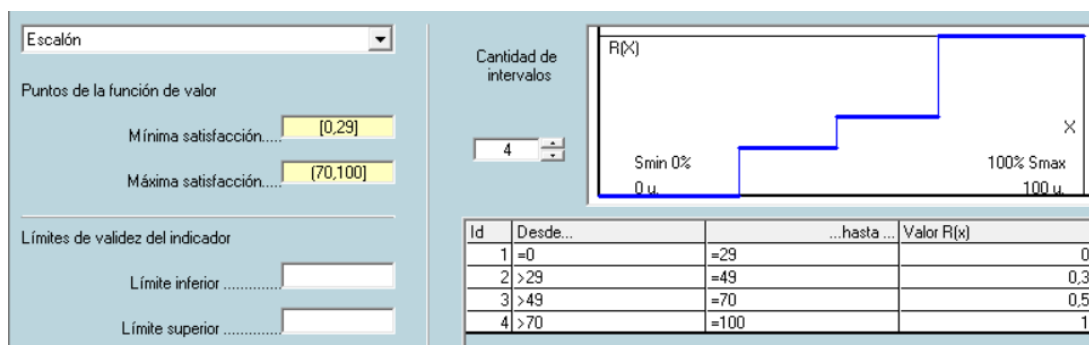 Escalón
Puntos de la función de valor
Mínima satisfacción..... [0,29]
Máxima satisfacción..... (70,100]
Límites de validez del indicador
Límite inferior ............
Límite superior .............
Cantidad de
intervalos
4
R(X)
X
Smin 0% 100% Smax
0 u. 100 u.
Id Desde... ...hasta ... Valor R(x)
1 =0 =29 0
2 >29 =49 0,3
3 >49 =70 0,5
4 >70 =100 1